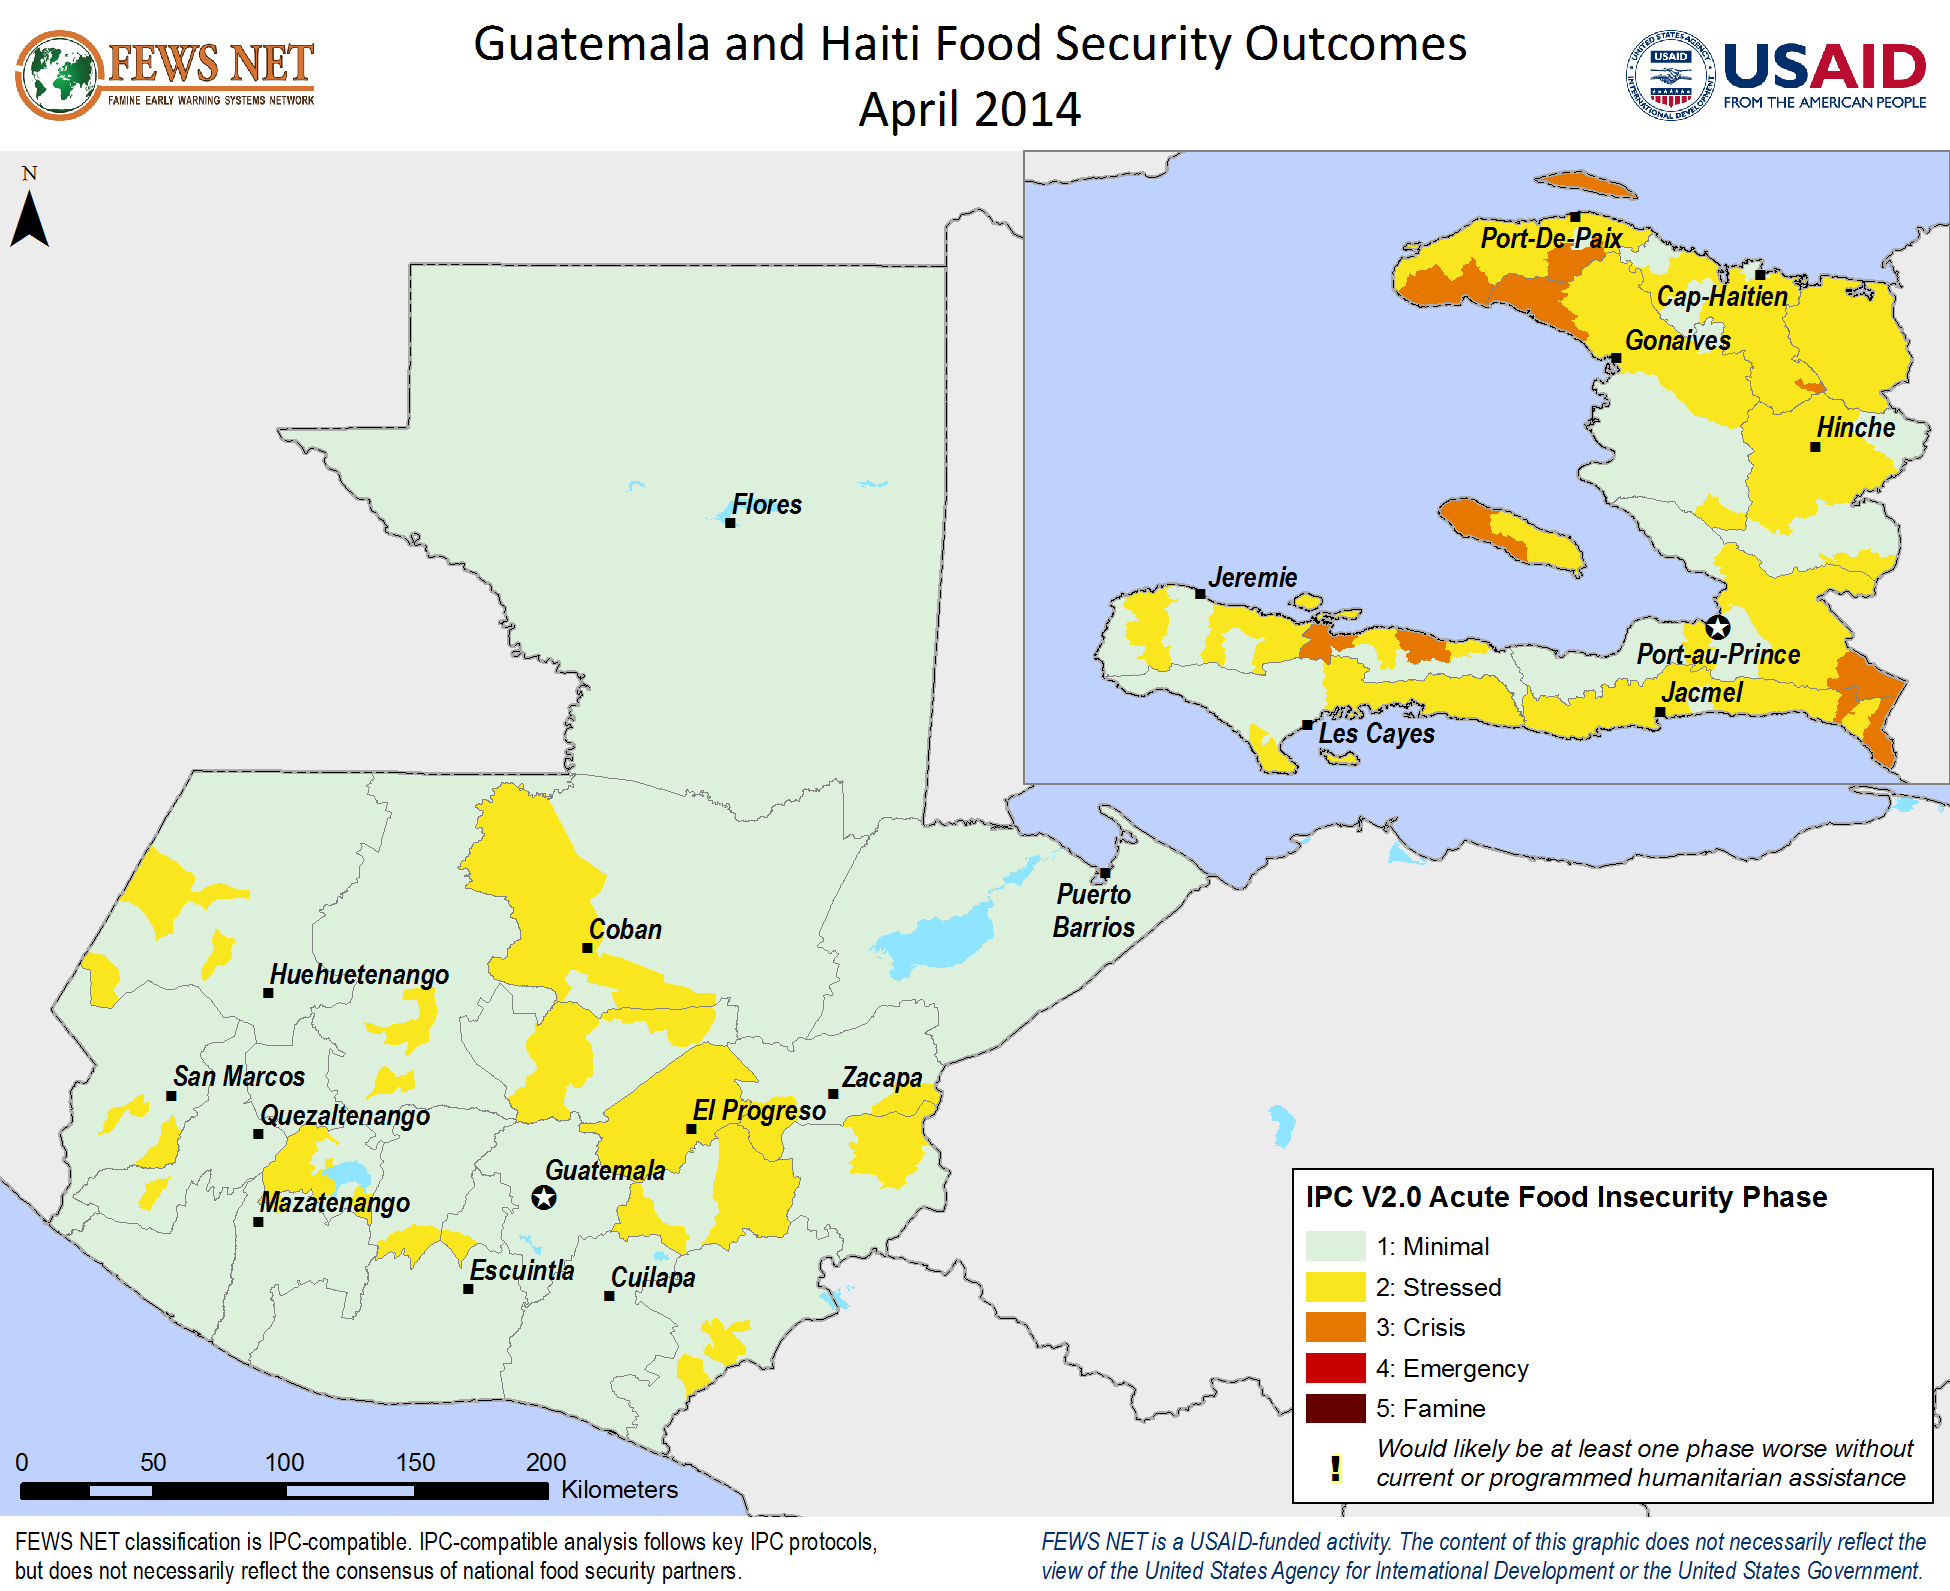 FEWS NET
FAMINE EARLY WARNING SYSTEMS NETWORK
Guatemala and Haiti Food Security Outcomes
April 2014
UNITED STATES AGENCY
USAID
INTERNATIONAL DEVELOPMENT
USAID
FROM THE AMERICAN PEOPLE
N
Port-De-Paix
Cap-Haitien
Gonaives
Hinche
Jeremie
Port-au-Prince
Jacmel
Les Cayes
Flores
Puerto
Barrios
Coban
Huehuetenango
San Marcos
Zacapa
Quezaltenango
El Progreso
Guatemala
Mazatenango
Escuintla
Cuilapa
IPC V2.0 Acute Food Insecurity Phase
1: Minimal
2: Stressed
3: Crisis
4: Emergency
5: Famine
! Would likely be at least one phase worse without
current or programmed humanitarian assistance
0 50 100 150 200
Kilometers
FEWS NET classification is IPC-compatible. IPC-compatible analysis follows key IPC protocols,
but does not necessarily reflect the consensus of national food security partners.
FEWS NET is a USAID-funded activity. The content of this graphic does not necessarily reflect the
view of the United States Agency for International Development or the United States Government.